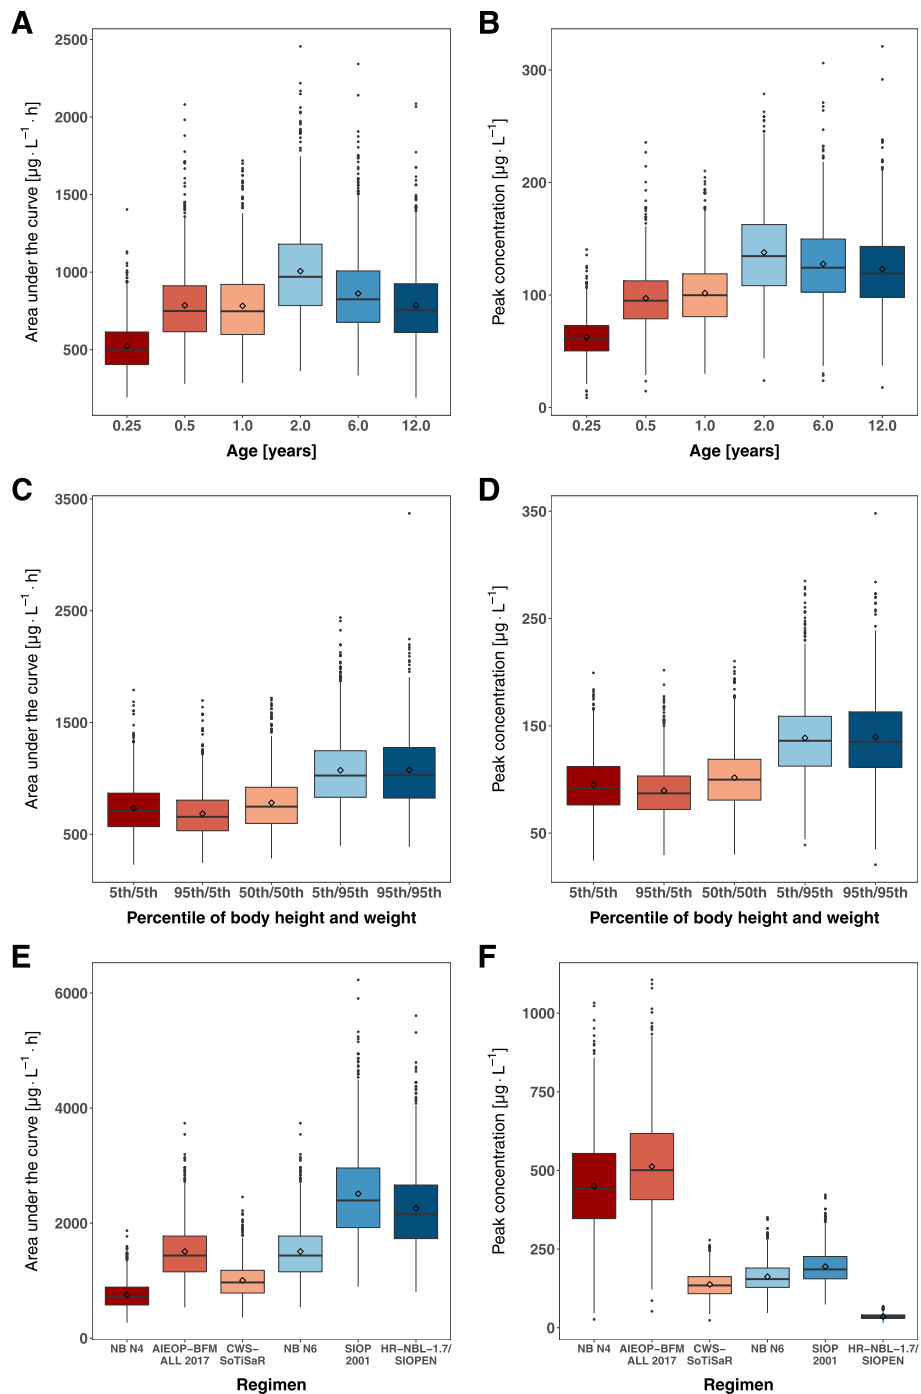 A
Area under the curve [µg · L⁻¹ · h]
2500
2000
1500
1000
500
0.25 0.5 1.0 2.0 6.0 12.0
Age [years]
B
Peak concentration [µg · L⁻¹]
300
200
100
0
0.25 0.5 1.0 2.0 6.0 12.0
Age [years]
C
Area under the curve [µg · L⁻¹ · h]
3500
2500
1500
500
5th/5th 95th/5th 50th/50th 5th/95th 95th/95th
Percentile of body height and weight
D
Peak concentration [µg · L⁻¹]
350
250
150
50
5th/5th 95th/5th 50th/50th 5th/95th 95th/95th
Percentile of body height and weight
E
Area under the curve [µg · L⁻¹ · h]
6000
4000
2000
0
NB N4 AIEOP−BFM CWS− NB N6 SIOP HR−NBL−1.7/
ALL 2017 SoTiSaR 2001 SIOPEN
Regimen
F
Peak concentration [µg · L⁻¹]
1000
750
500
250
0
NB N4 AIEOP−BFM CWS− NB N6 SIOP HR−NBL−1.7/
ALL 2017 SoTiSaR 2001 SIOPEN
Regimen